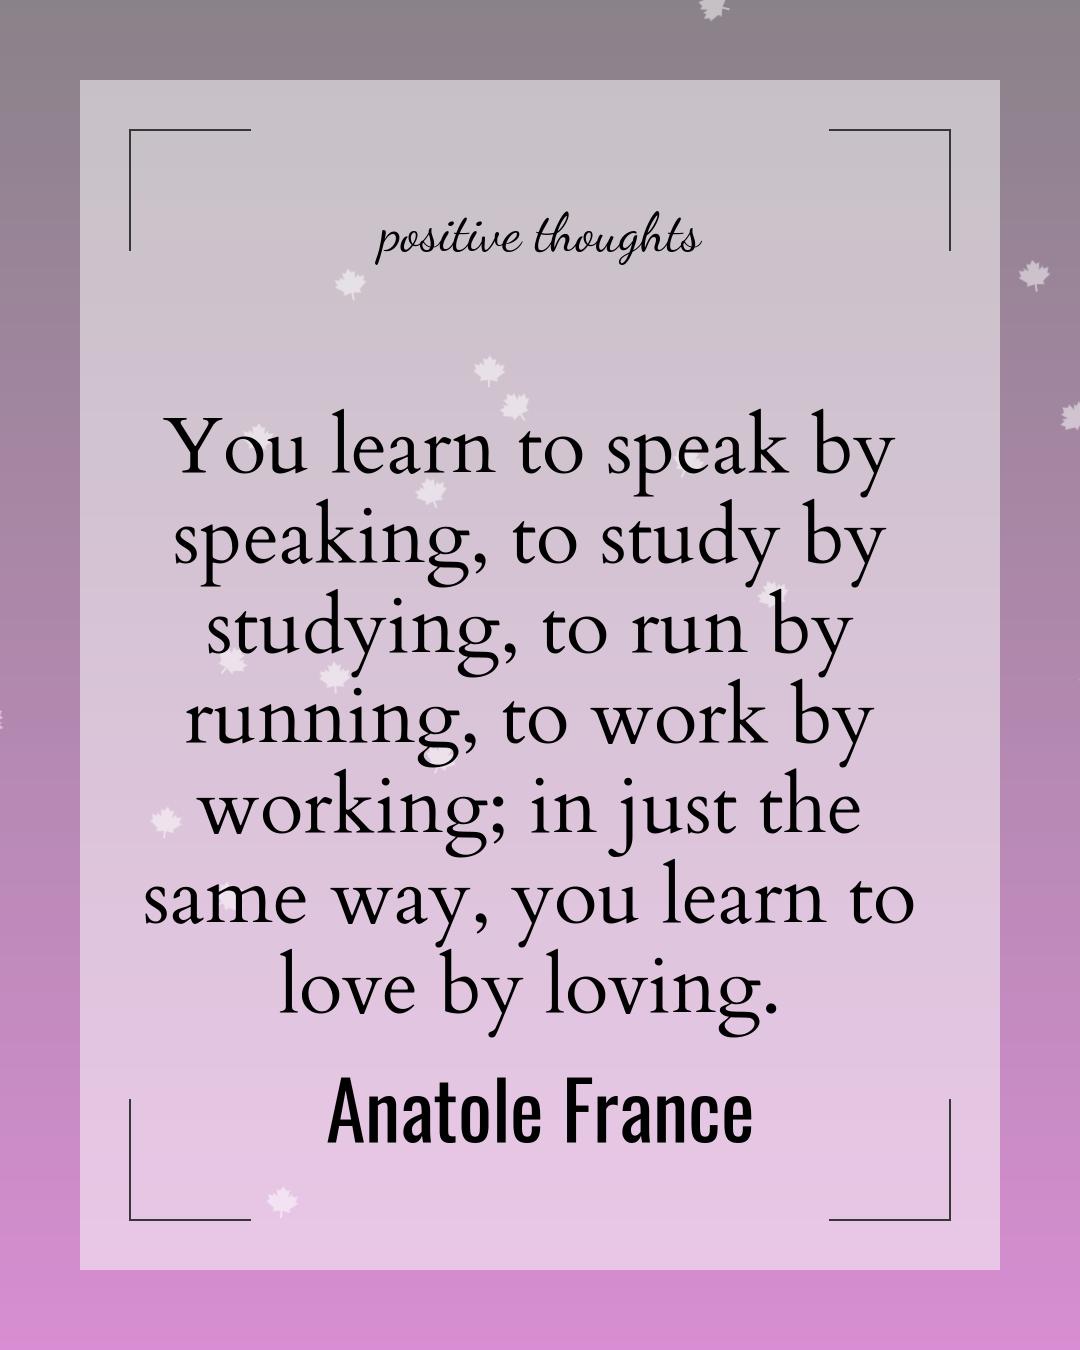 positive thoughts
You learn to speak by
speaking, to study by
studying, to run by
running, to work by
working; in just the
same way, you learn to
love by loving.
Anatole France